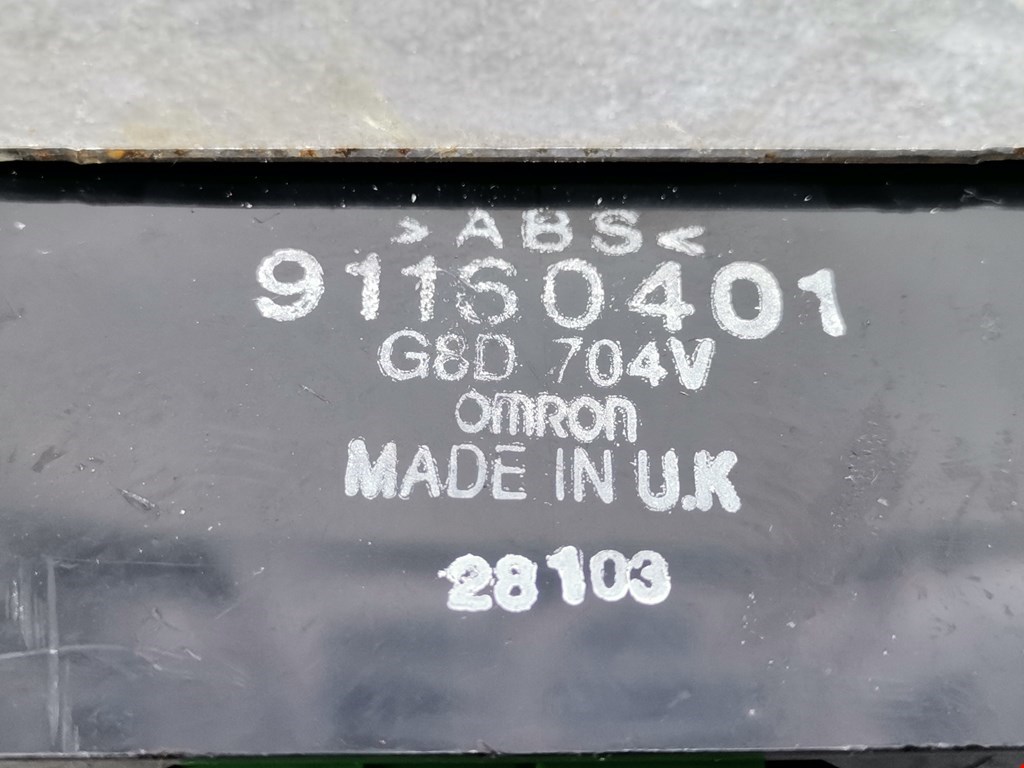 >ABS<
91160401
G8D 704V
omRon
MADE IN U.K
28103